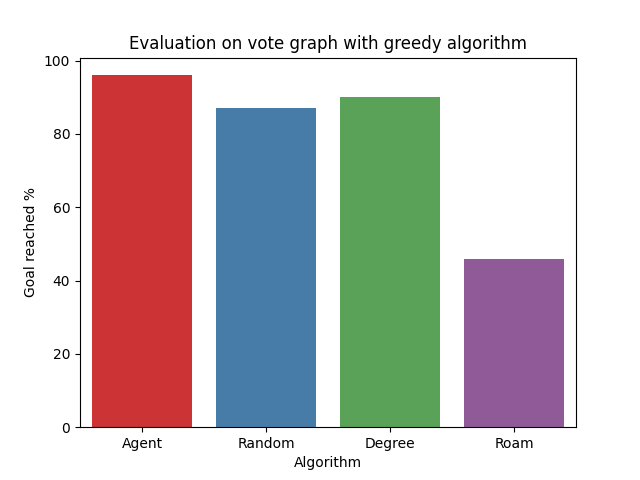 Evaluation on vote graph with greedy algorithm
100
80
60
40
20
0
Goal reached %
Agent Random Degree Roam
Algorithm